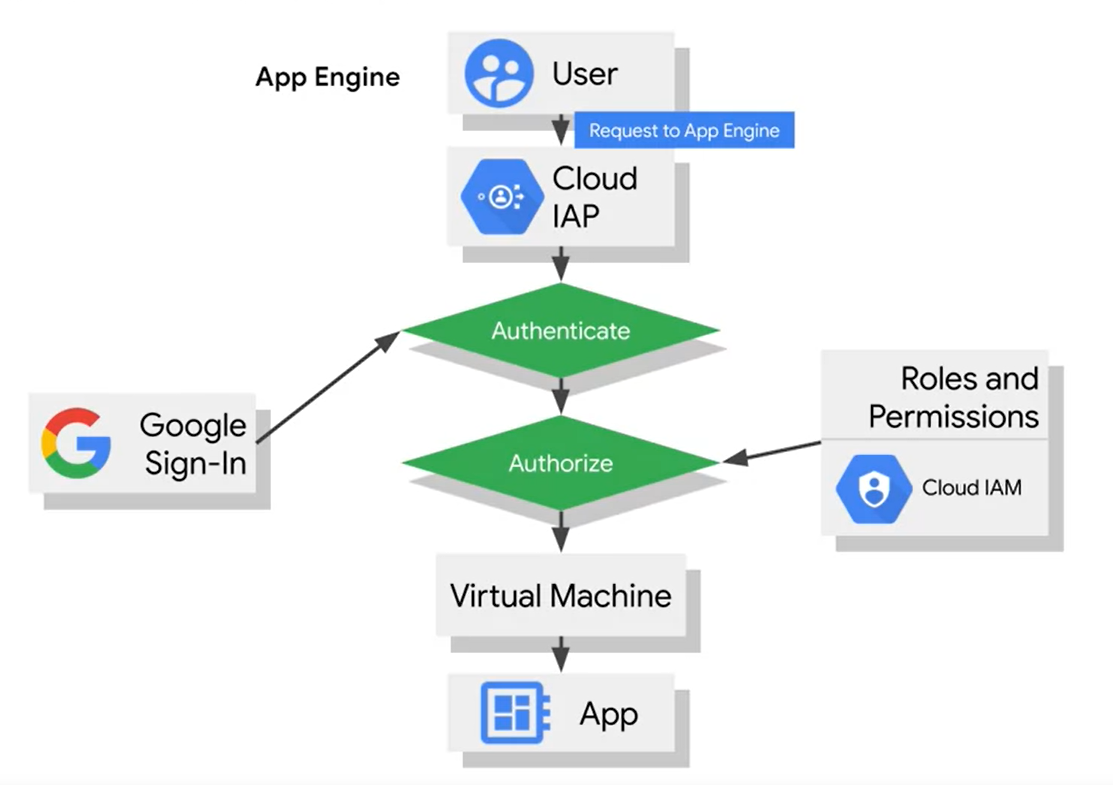 App Engine
User
Request to App Engine
Cloud
IAP
Authenticate
Google
Sign-In
Roles and
Permissions
Authorize
Cloud IAM
Virtual Machine
App